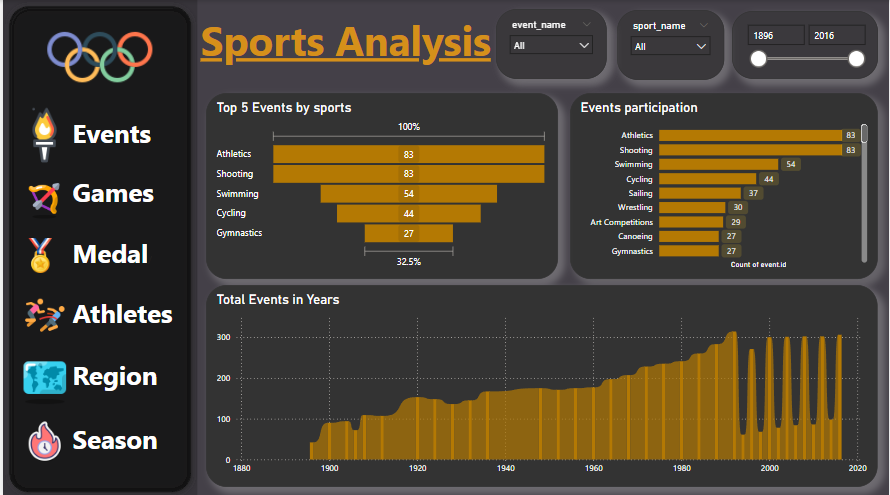 Sports Analysis
event_name
All
sport_name
All
1896 2016
Events
Games
Medal
Athletes
Region
Season
Top 5 Events by sports
100%
Athletics 83
Shooting 83
Swimming 54
Cycling 44
Gymnastics 27
32.5%
Events participation
Athletics 83
Shooting 83
Swimming 54
Cycling 44
Sailing 37
Wrestling 30
Art Competitions 29
Canoeing 27
Gymnastics 27
Count of event.id
Total Events in Years
300
200
100
0
1880 1900 1920 1940 1960 1980 2000 2020